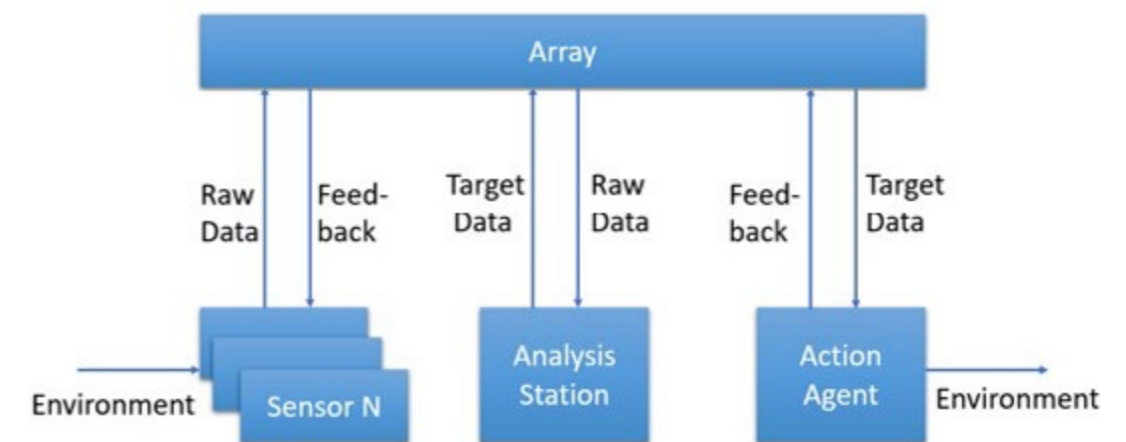 Array
Raw
Data
Feed-
back
Target
Data
Raw
Data
Feed-
back
Target
Data
Environment
Sensor N
Analysis
Station
Action
Agent
Environment